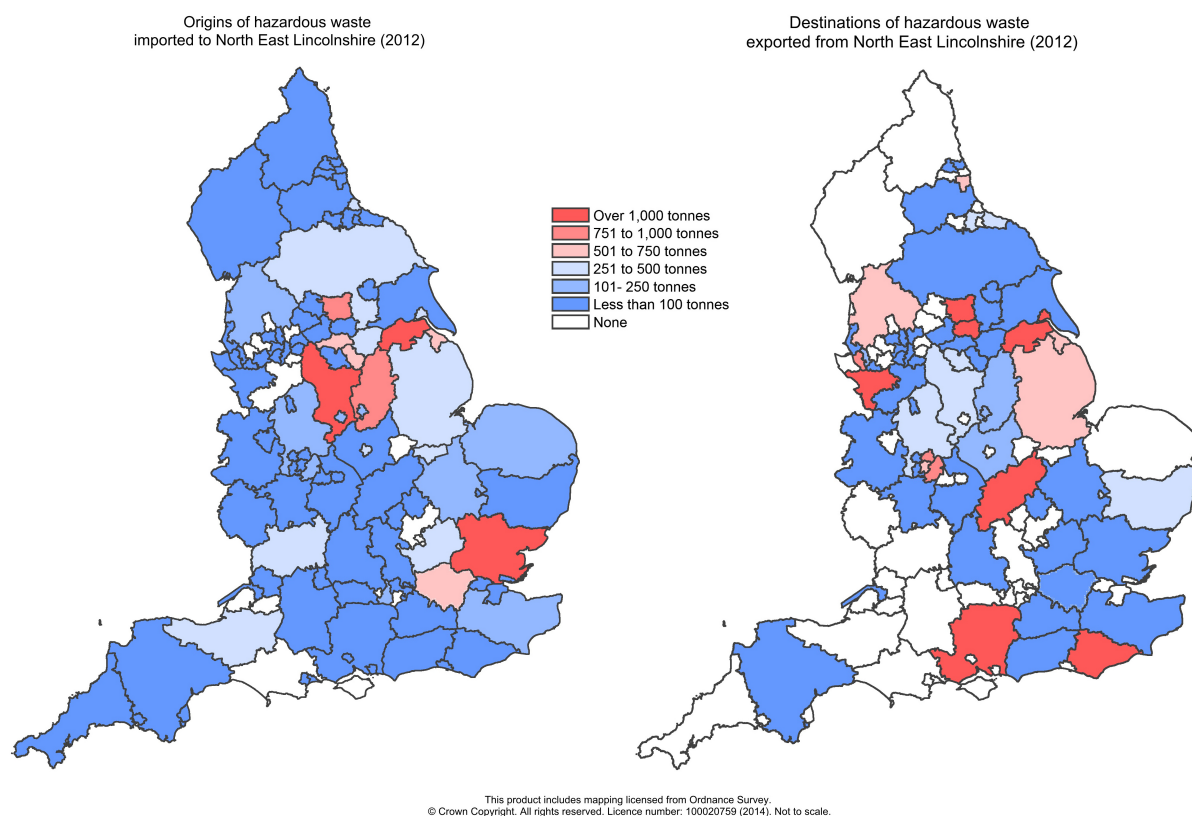 Origins of hazardous waste
imported to North East Lincolnshire (2012)
Destinations of hazardous waste
exported from North East Lincolnshire (2012)
Over 1,000 tonnes
751 to 1,000 tonnes
501 to 750 tonnes
251 to 500 tonnes
101- 250 tonnes
Less than 100 tonnes
None
This product includes mapping licensed from Ordnance Survey.
© Crown Copyright. All rights reserved. Licence number: 100020759 (2014). Not to scale.